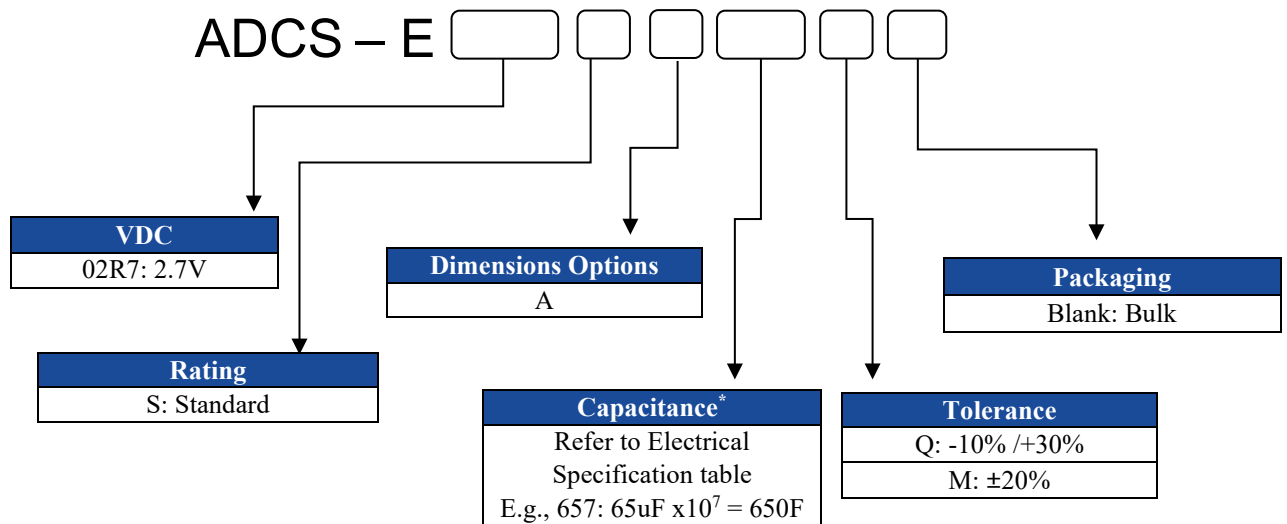 ADCS – E
VDC
02R7: 2.7V
Dimensions Options
A
Packaging
Blank: Bulk
Rating
S: Standard
Capacitance*
Refer to Electrical
Specification table
E.g., 657: 65uF x10⁷ = 650F
Tolerance
Q: -10% /+30%
M: ±20%